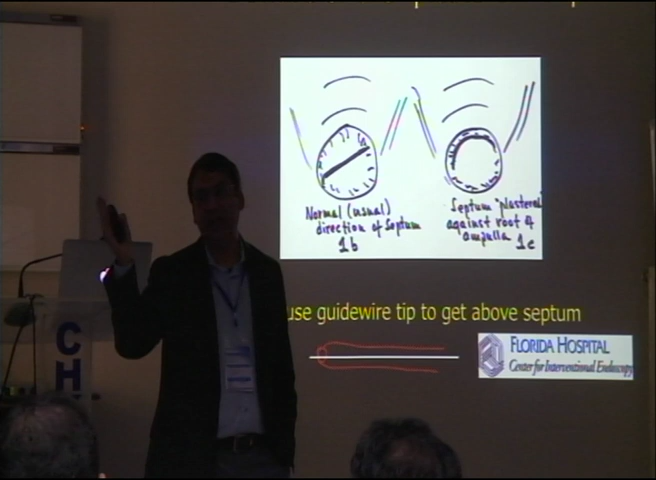 Normal (usual)
direction of Septum
1b
Septum "plastered
against roof of
ampulla 1c
use guidewire tip to get above septum
FLORIDA HOSPITAL
Center for Interventional Endoscopy
CH